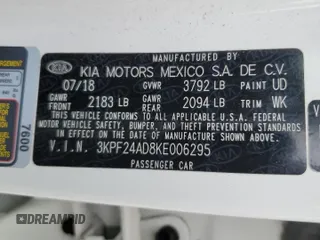 MANUFACTURED BY
KIA KIA MOTORS MEXICO S.A. DE C.V.
07/18 GVWR 3792 LB PAINT UD
GAWR FRONT 2183 LB GAWR REAR 2094 LB TRIM WK
THIS VEHICLE CONFORMS TO ALL APPLICABLE U.S.A. FEDERAL
MOTOR VEHICLE SAFETY, BUMPER, AND THEFT PREVENTION
STANDARDS IN EFFECT ON THE DATE OF MANUFACTURE SHOWN ABOVE.
V.I.N. 3KPF24AD8KE006295
PASSENGER CAR
0097
© DREAMBID